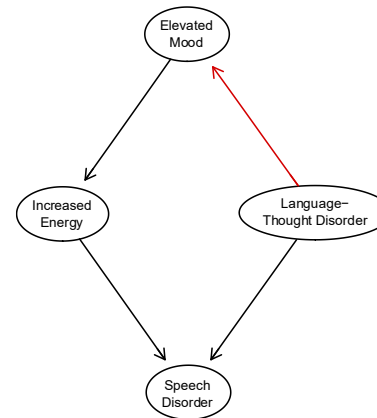 Elevated
Mood
Increased
Energy
Language−
Thought Disorder
Speech
Disorder